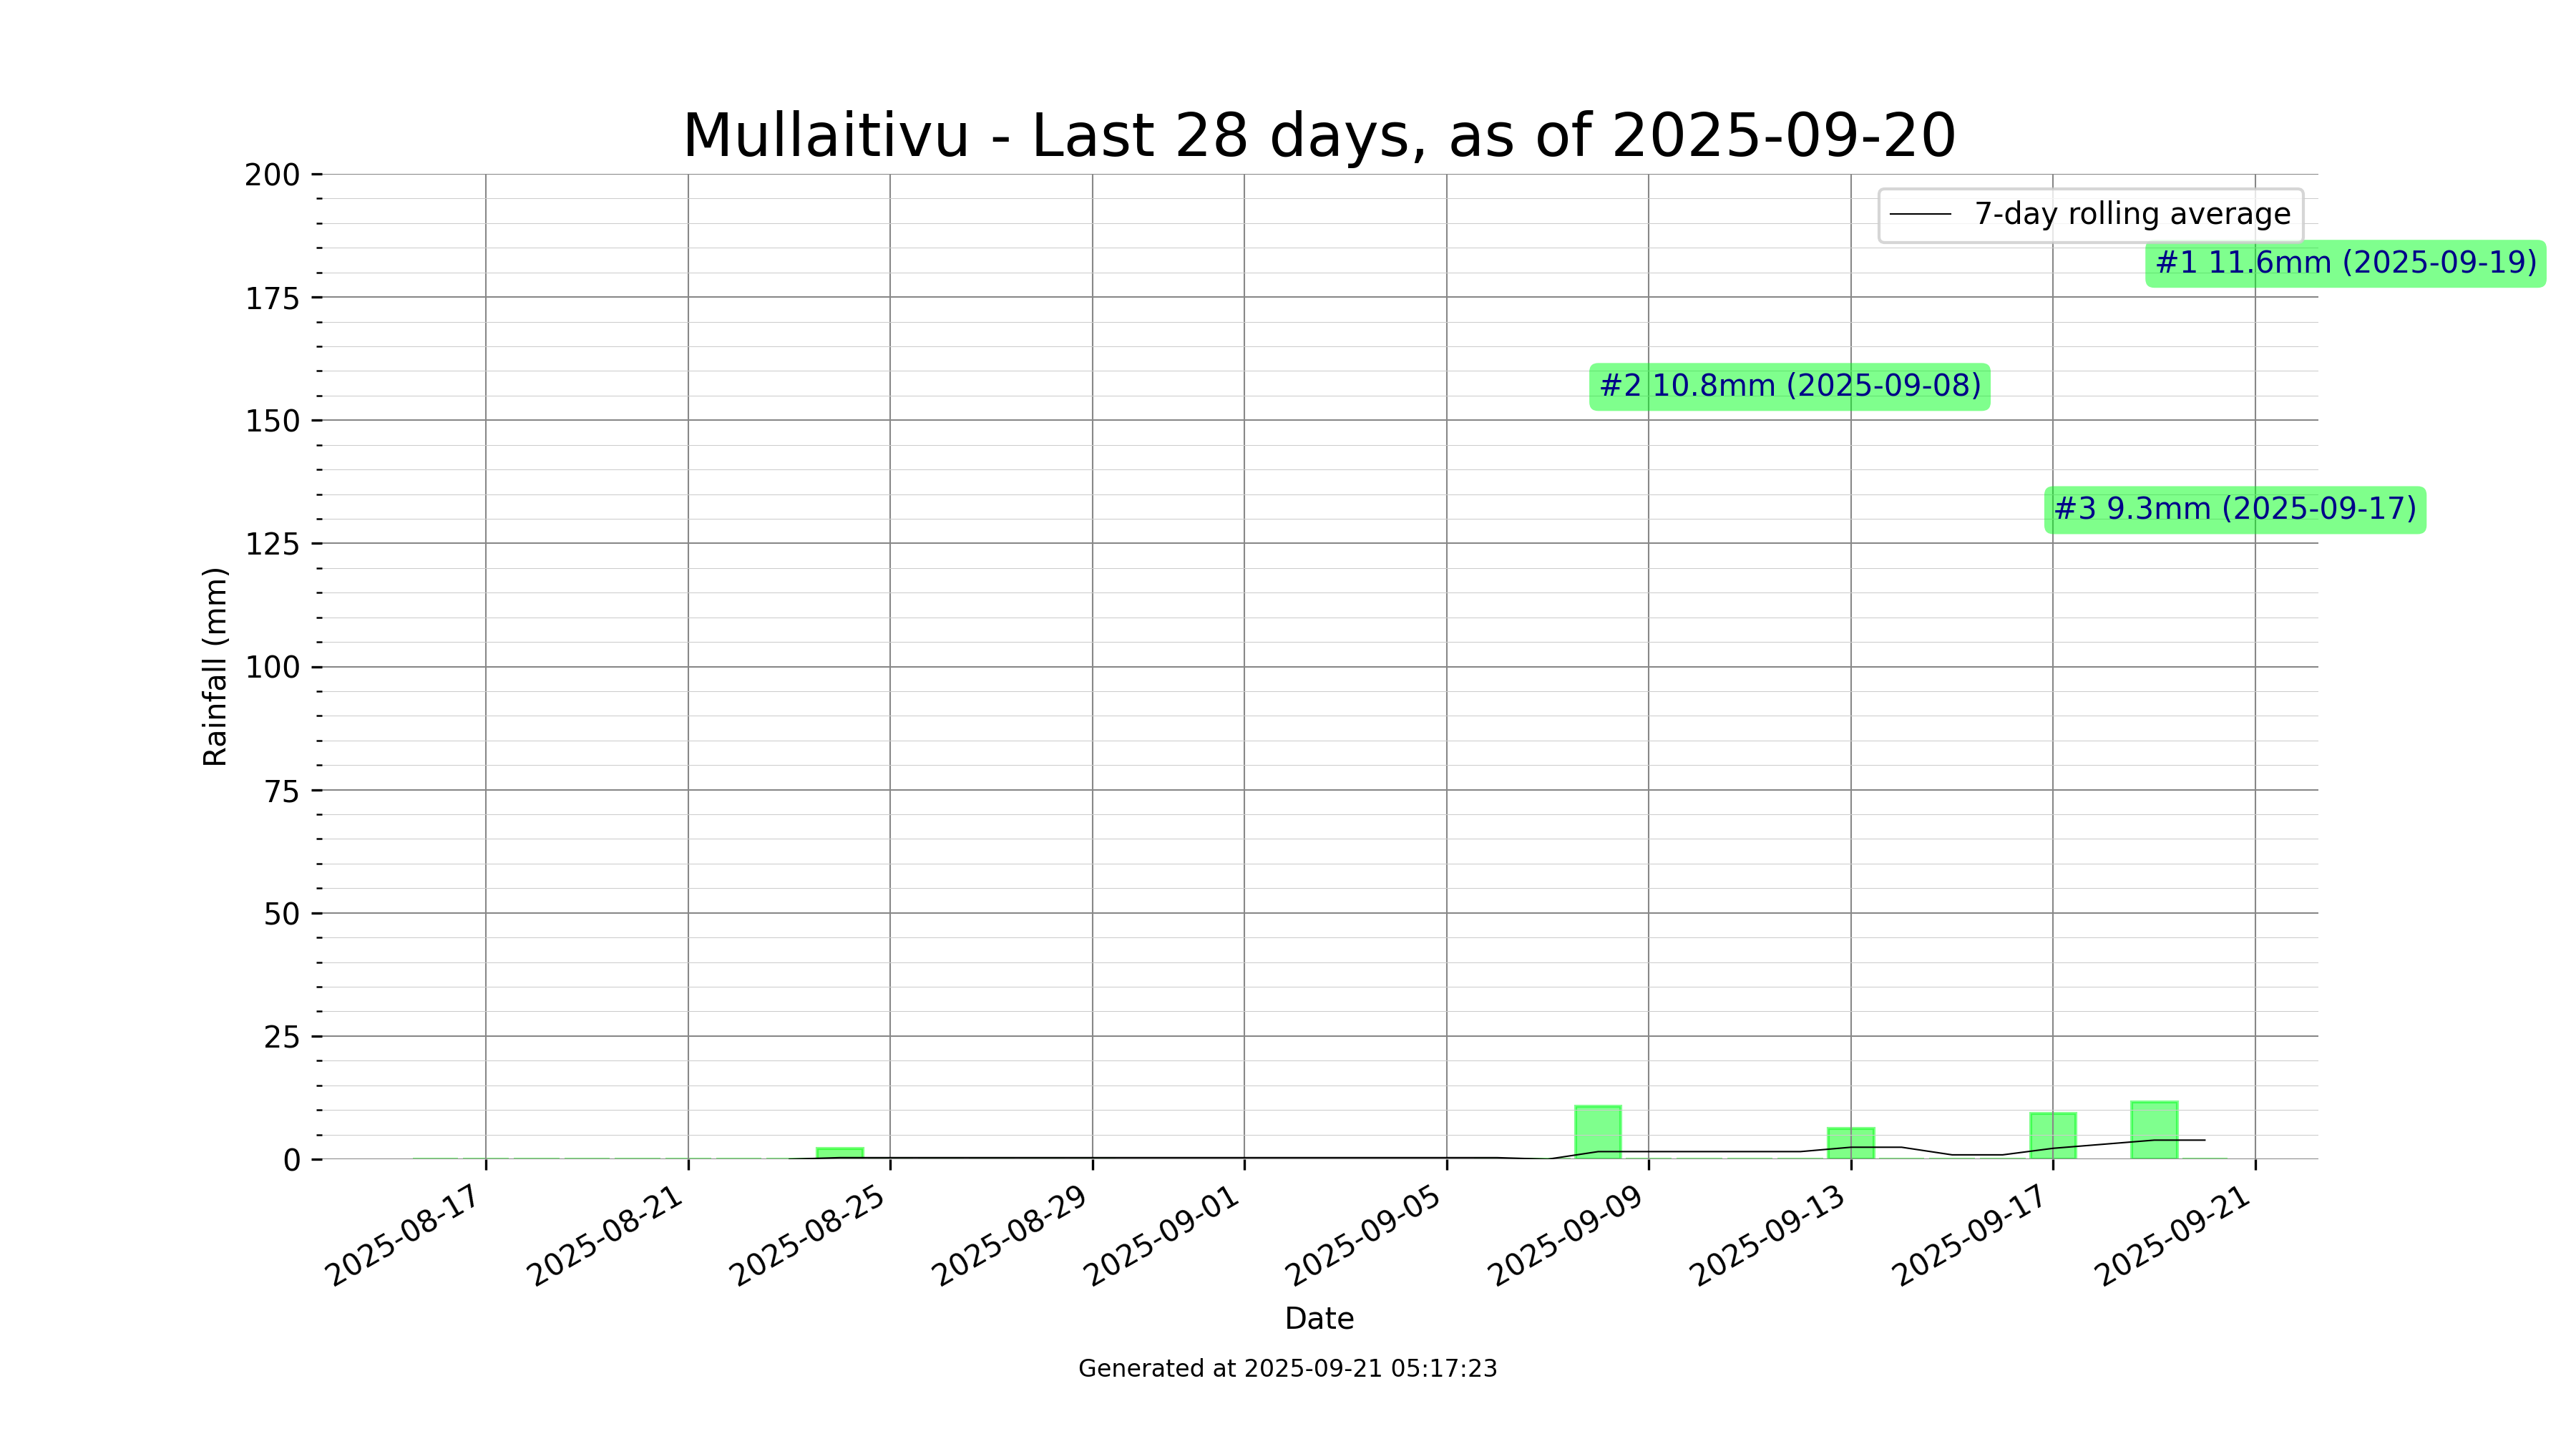 Mullaitivu - Last 28 days, as of 2025-09-20
200
175
150
125
100
75
50
25
0
Rainfall (mm)
7-day rolling average
#1 11.6mm (2025-09-19)
#2 10.8mm (2025-09-08)
#3 9.3mm (2025-09-17)
2025-08-17
2025-08-21
2025-08-25
2025-08-29
2025-09-01
2025-09-05
2025-09-09
2025-09-13
2025-09-17
2025-09-21
Date
Generated at 2025-09-21 05:17:23